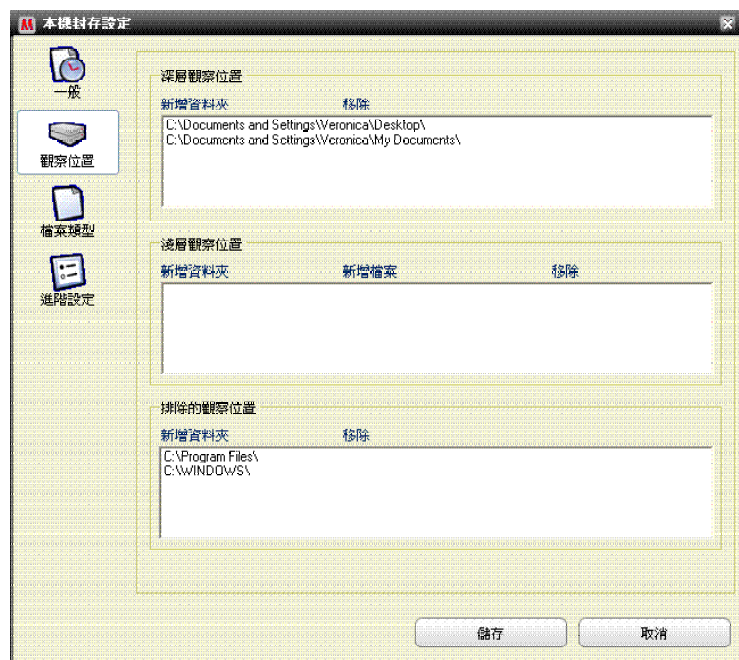 本機封存設定
一般
觀察位置
檔案類型
進階設定
深層觀察位置
新增資料夾 移除
C:\Documents and Settings\Veronica\Desktop\
C:\Documents and Settings\Veronica\My Documents\
淺層觀察位置
新增資料夾 新增檔案 移除
排除的觀察位置
新增資料夾 移除
C:\Program Files\
C:\WINDOWS\
儲存 取消